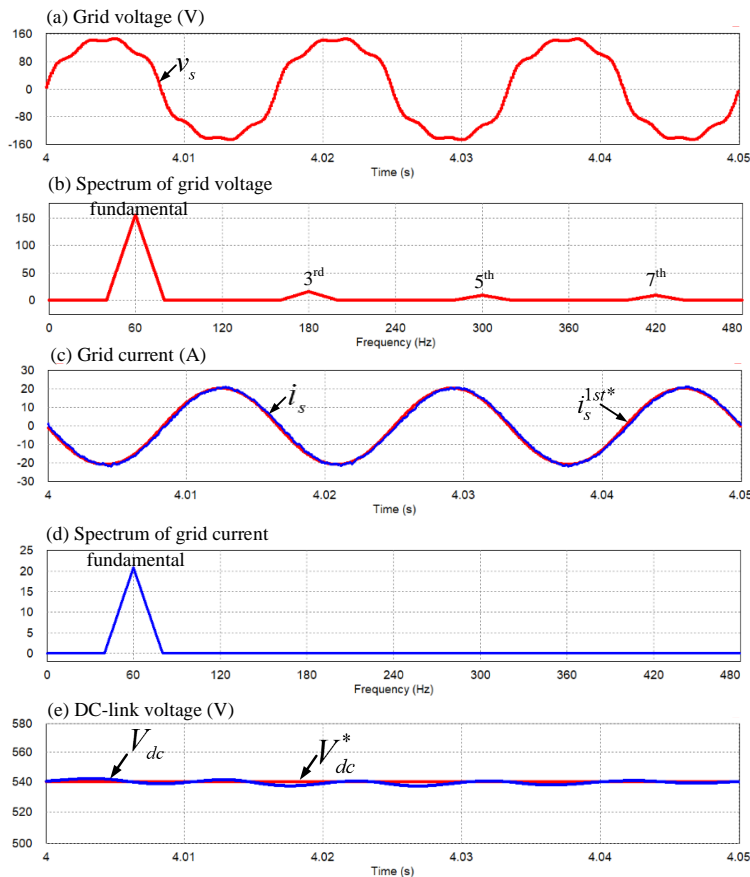 (a) Grid voltage (V)
160
80
0
-80
-160
v_s
4 4.01 4.02 4.03 4.04 4.05
Time (s)
(b) Spectrum of grid voltage
fundamental
150
100
50
0
3rd
5th
7th
0 60 120 180 240 300 360 420 480
Frequency (Hz)
(c) Grid current (A)
30
20
10
0
-10
-20
-30
i_s
i_s^1st*
4 4.01 4.02 4.03 4.04 4.05
Time (s)
(d) Spectrum of grid current
fundamental
25
20
15
10
5
0
0 60 120 180 240 300 360 420 480
Frequency (Hz)
(e) DC-link voltage (V)
580
560
540
520
500
V_dc
V_dc^*
4 4.01 4.02 4.03 4.04 4.05
Time (s)